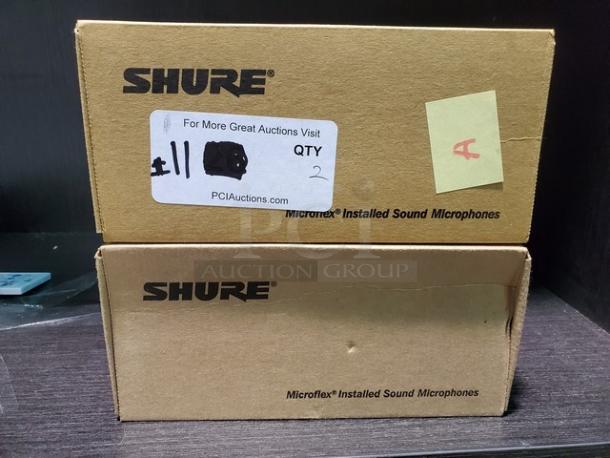 SHURE®
For More Great Auctions Visit
QTY
2
PCIAuctions.com
A
Microflex® Installed Sound Microphones
PCI
AUCTION GROUP
SHURE®
Microflex® Installed Sound Microphones